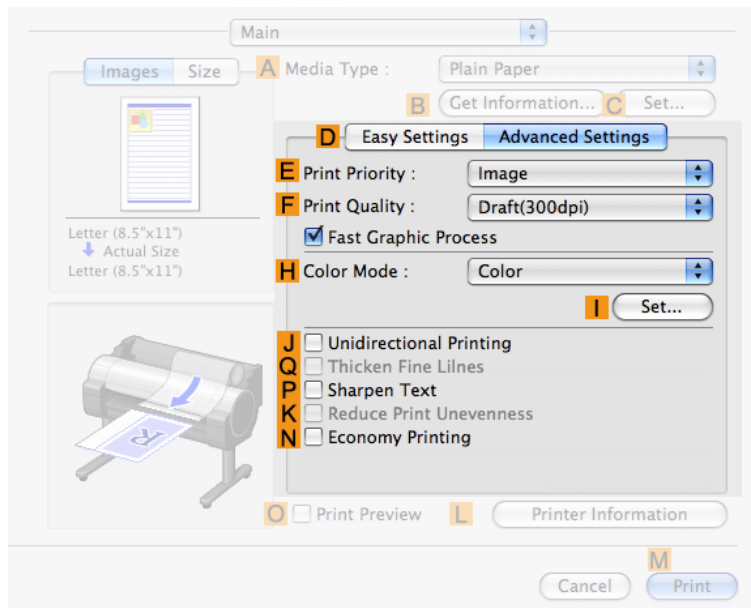 Main
Images Size
A Media Type : Plain Paper
B Get Information... C Set...
D Easy Settings Advanced Settings
E Print Priority : Image
F Print Quality : Draft(300dpi)
Fast Graphic Process
Letter (8.5"x11")
Actual Size
Letter (8.5"x11")
H Color Mode : Color
I Set...
J Unidirectional Printing
Q Thicken Fine Lilnes
P Sharpen Text
K Reduce Print Unevenness
N Economy Printing
R
O Print Preview L Printer Information
M
Cancel Print